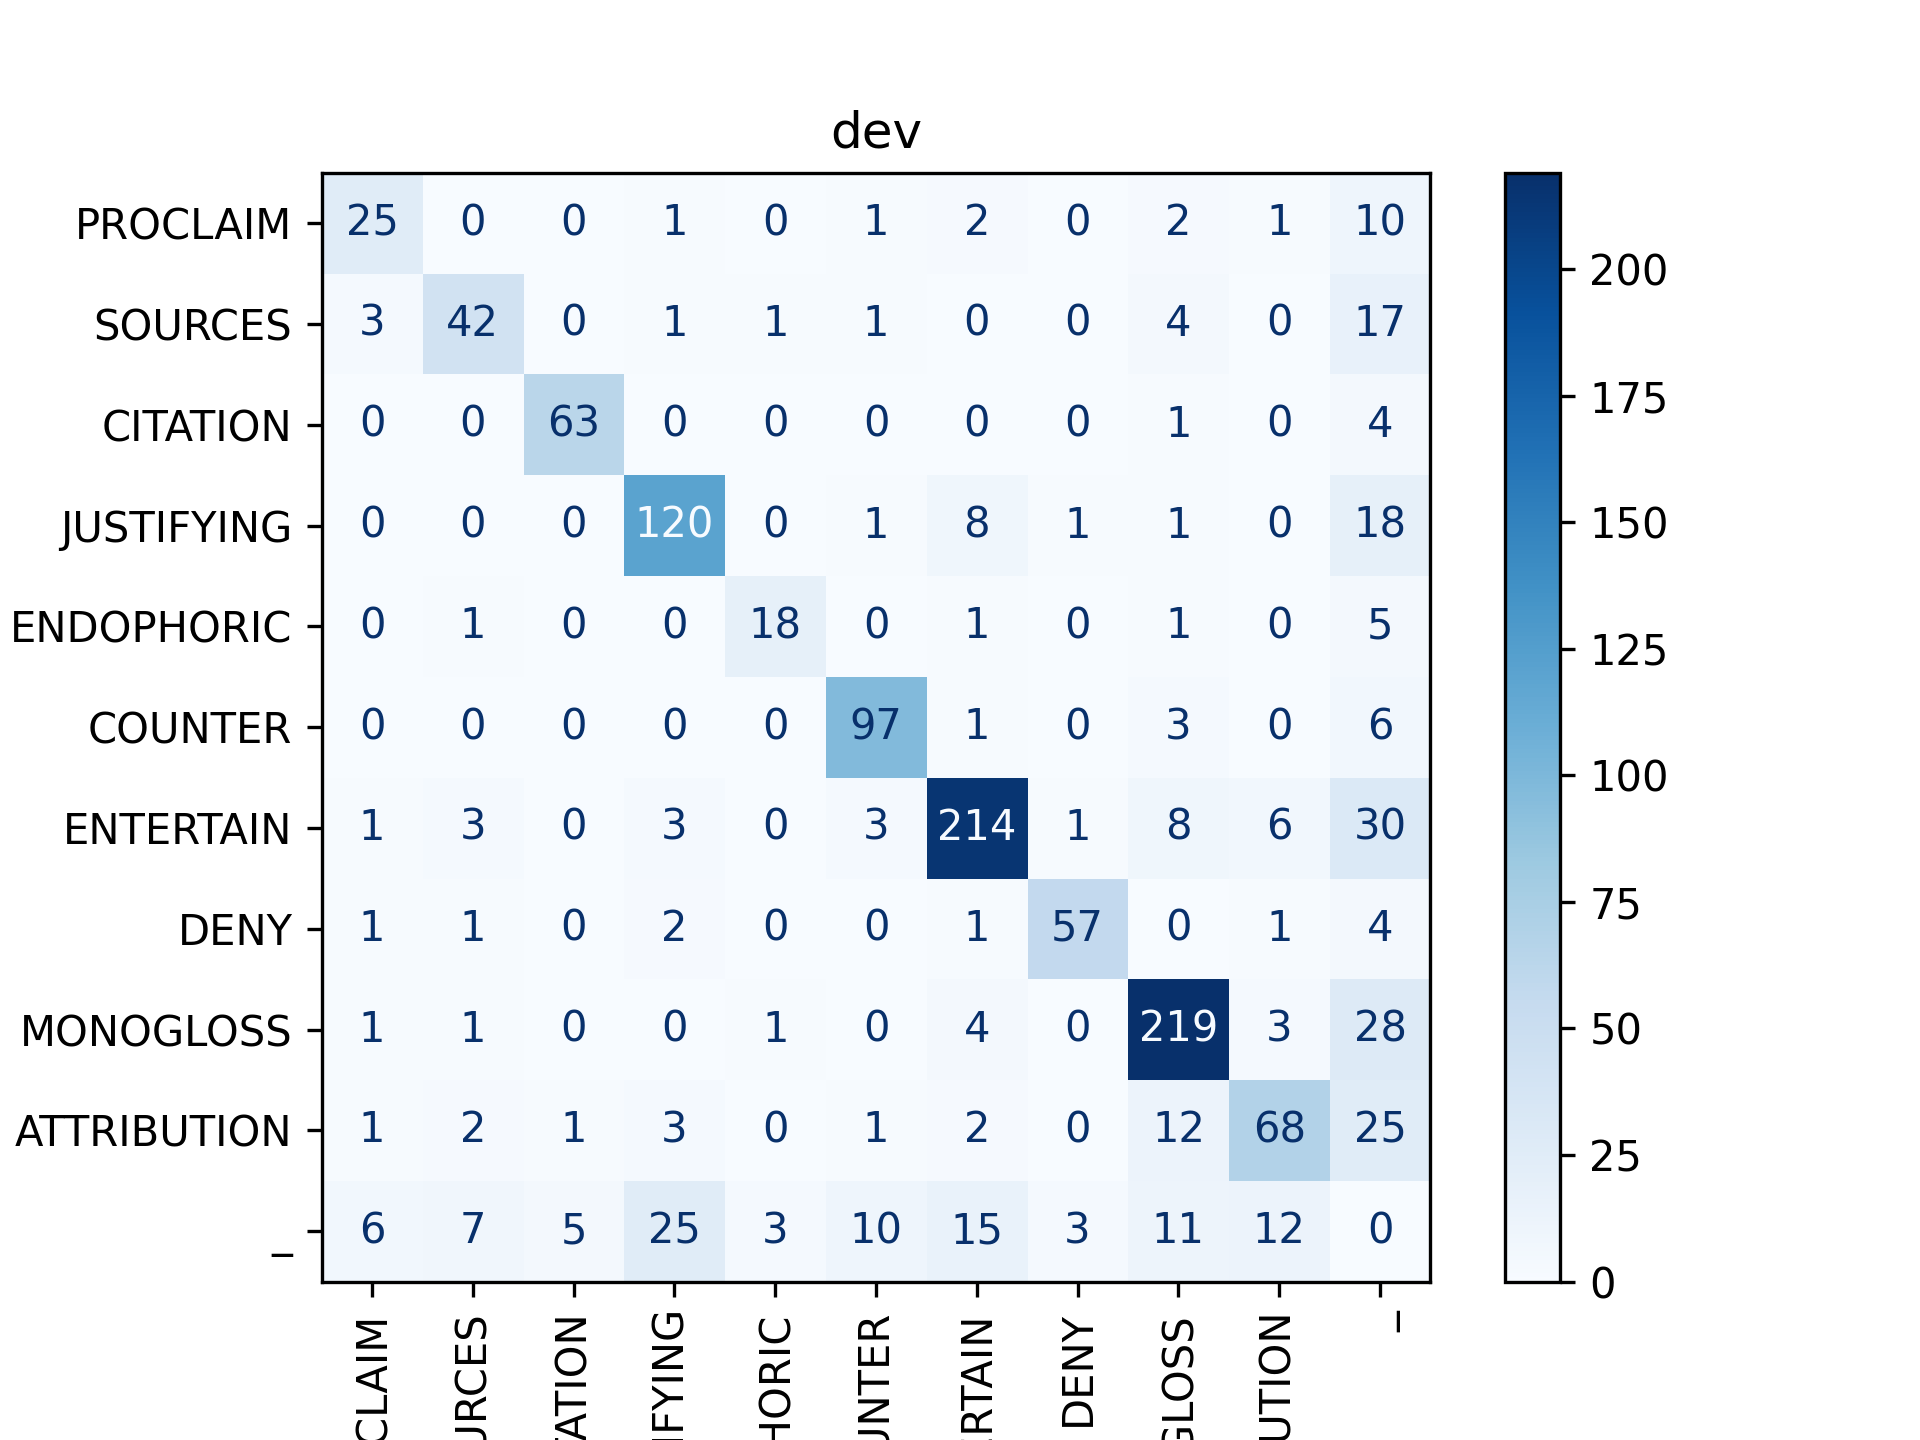 dev
PROCLAIM 25 0 0 1 0 1 2 0 2 1 10
SOURCES 3 42 0 1 1 1 0 0 4 0 17
CITATION 0 0 63 0 0 0 0 0 1 0 4
JUSTIFYING 0 0 0 120 0 1 8 1 1 0 18
ENDOPHORIC 0 1 0 0 18 0 1 0 1 0 5
COUNTER 0 0 0 0 0 97 1 0 3 0 6
ENTERTAIN 1 3 0 3 0 3 214 1 8 6 30
DENY 1 1 0 2 0 0 1 57 0 1 4
MONOGLOSS 1 1 0 0 1 0 4 0 219 3 28
ATTRIBUTION 1 2 1 3 0 1 2 0 12 68 25
_ 6 7 5 25 3 10 15 3 11 12 0
CLAIM
URCES
TATION
IFYING
HORIC
UNTER
ERTAIN
DENY
GLOSS
UTION
_
200
175
150
125
100
75
50
25
0